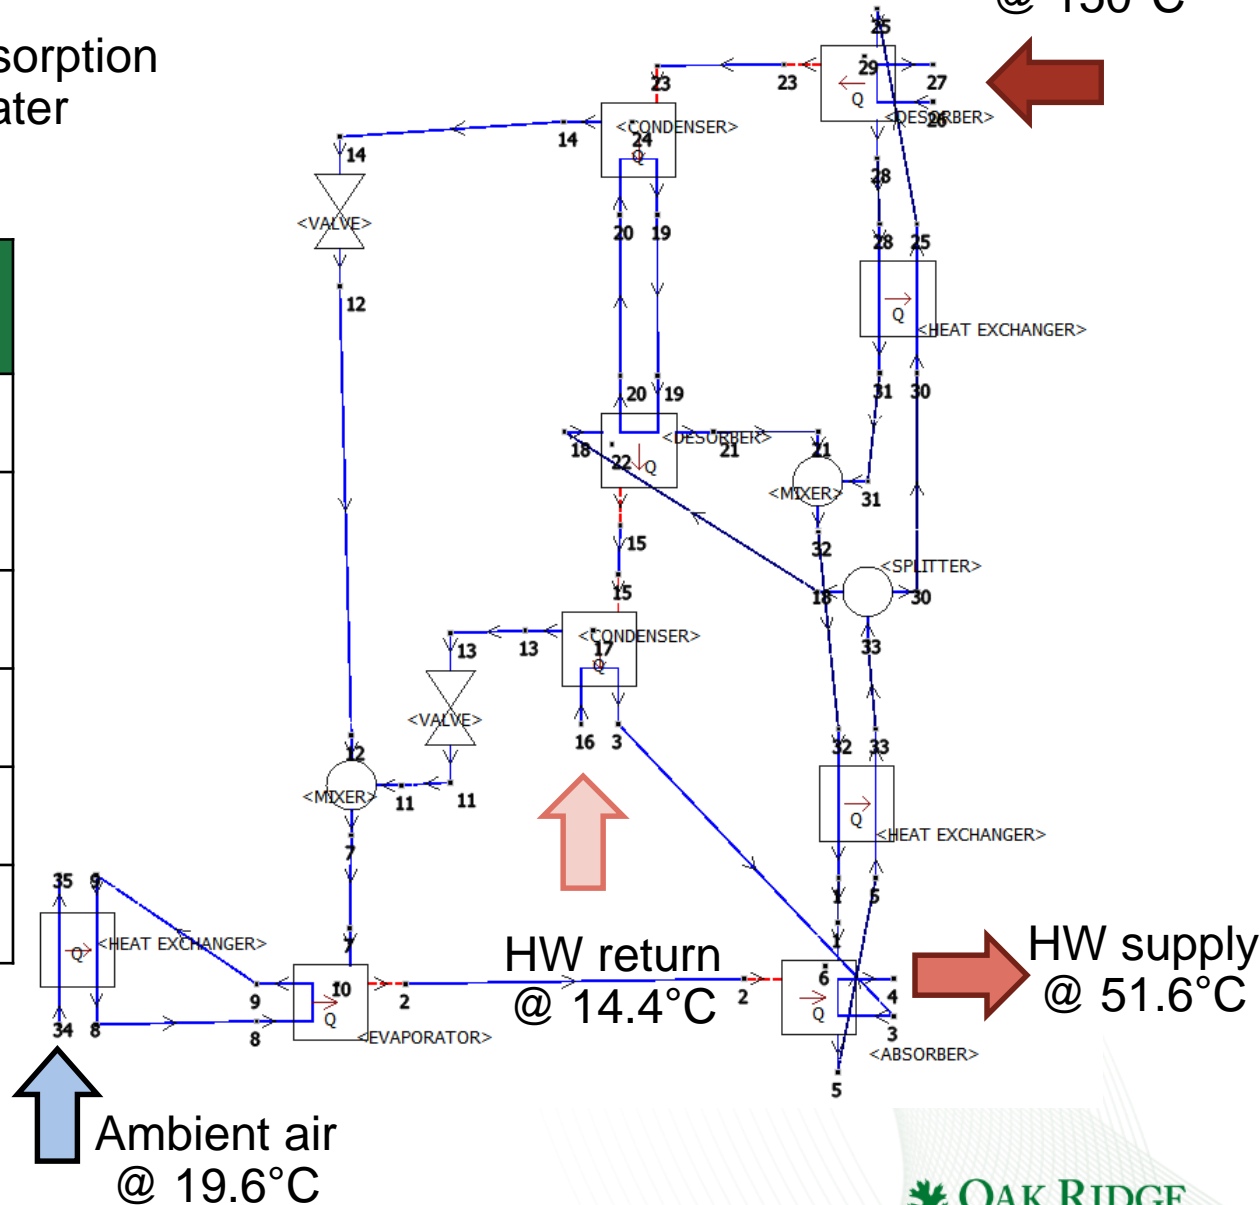 @ 150°C
sorption
ater
25
29
27
23
23
Q
26
<DESORBER>
<CONDENSER>
14
24
Q
14
28
<VALVE>
20
19
28
25
12
Q
<HEAT EXCHANGER>
20
19
31
30
<DESORBER>
18
21
21
22
Q
<MIXER>
31
15
32
<SPLITTER>
15
18
30
<CONDENSER>
13
13
17
Q
33
<VALVE>
16
3
32
33
12
<MIXER>
11
11
Q
<HEAT EXCHANGER>
7
35
9
1
5
<HEAT EXCHANGER>
Q
7
1
HW return
@ 14.4°C
HW supply
@ 51.6°C
9
10
2
2
6
4
Q
Q
34
8
8
<EVAPORATOR>
3
<ABSORBER>
5
Ambient air
@ 19.6°C
OAK RIDGE